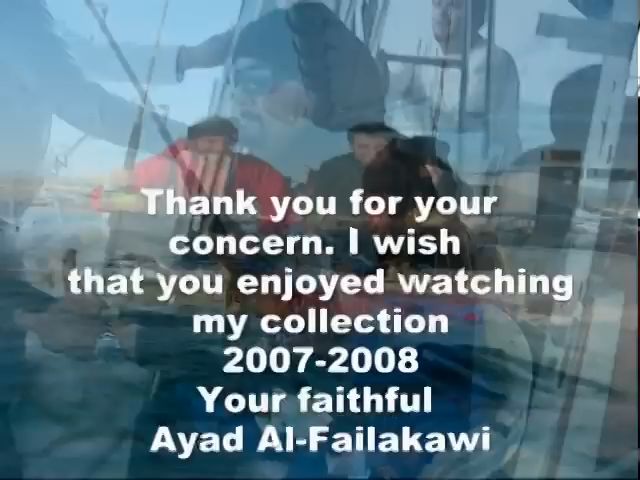 Thank you for your
concern. I wish
that you enjoyed watching
my collection
2007-2008
Your faithful
Ayad Al-Failakawi